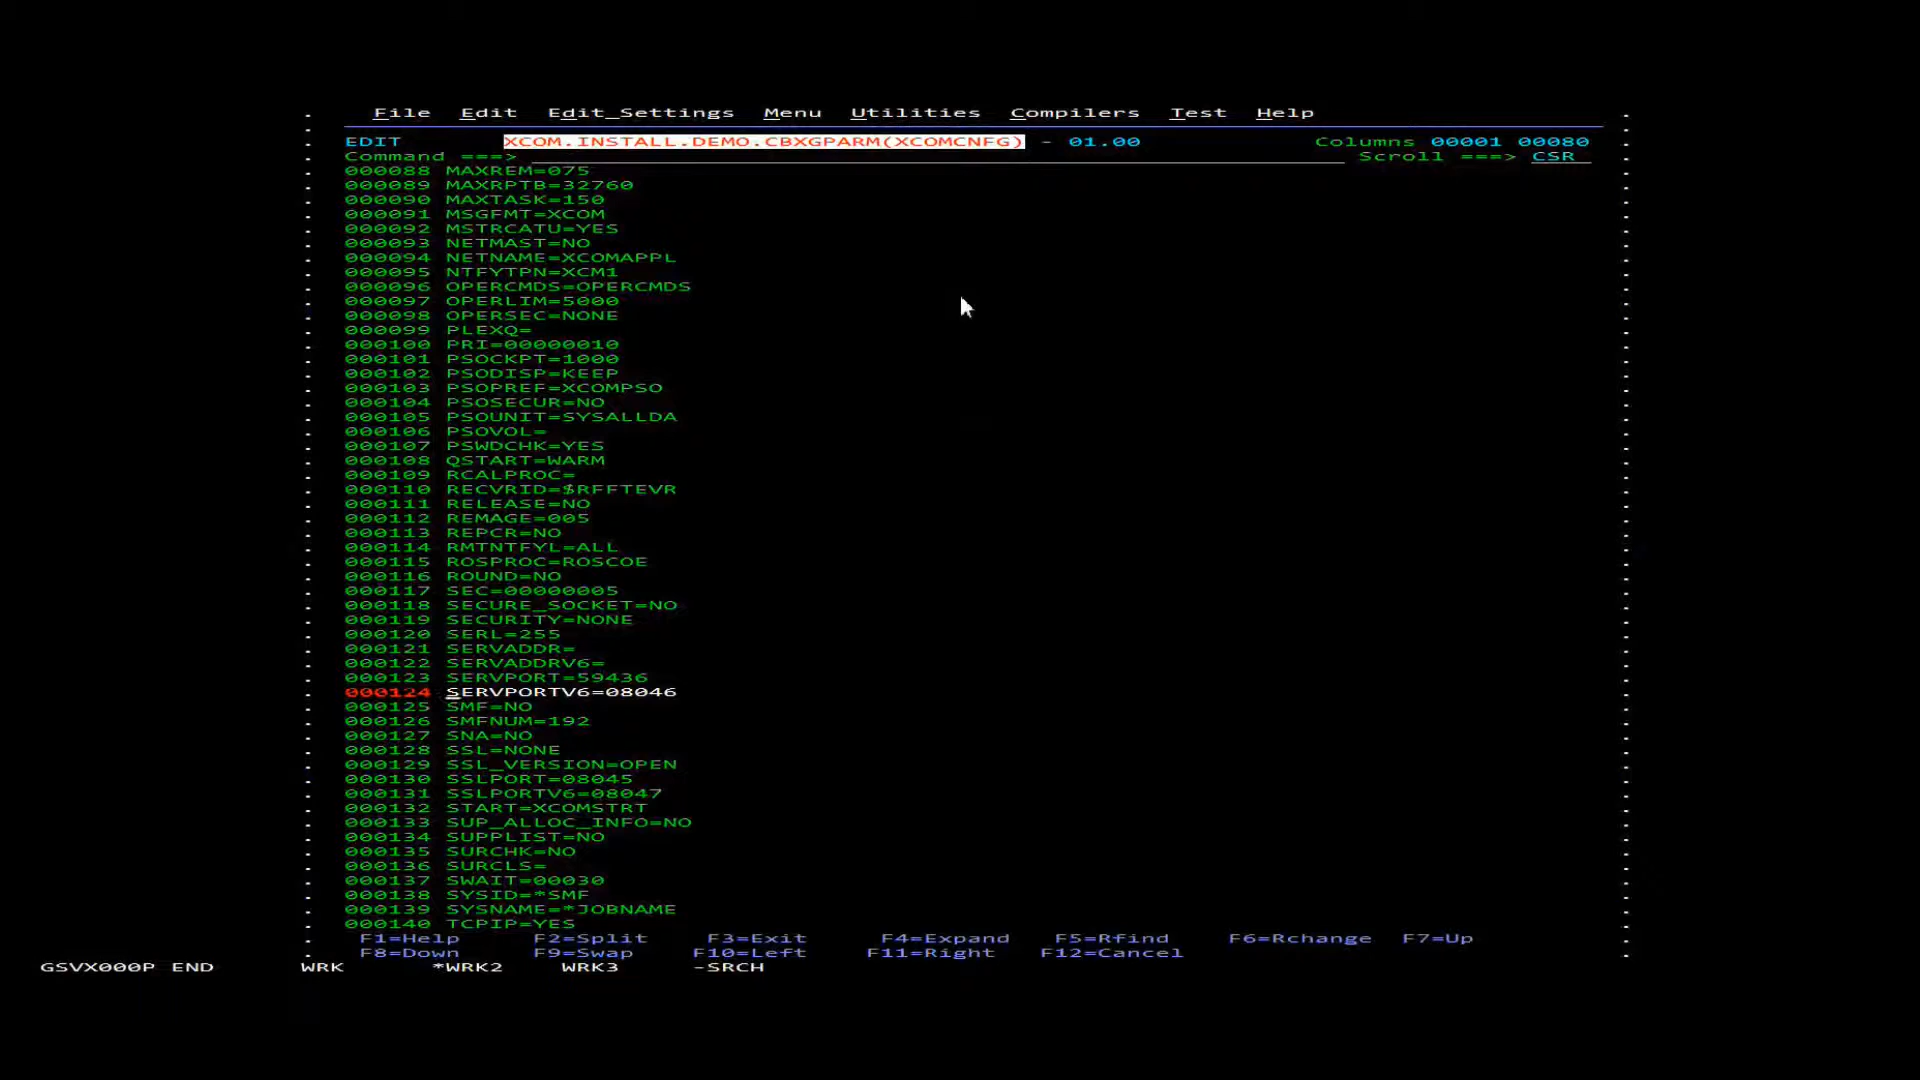 File  Edit  Edit_Settings  Menu  Utilities  Compilers  Test  Help
EDIT  XCOM.INSTALL.DEMO.CBXGPARM(XCOMCNFG) - 01.00  Columns 00001 00080
Command ===>  Scroll ===> CSR
000088 MAXREM=075
000089 MAXRPTB=32760
000090 MAXTASK=150
000091 MSGFMT=XCOM
000092 MSTRCATU=YES
000093 NETMAST=NO
000094 NETNAME=XCOMAPPL
000095 NTFYTPN=XCM1
000096 OPERCMDS=OPERCMDS
000097 OPERLIM=5000
000098 OPERSEC=NONE
000099 PLEXQ=
000100 PRI=00000010
000101 PSOCKPT=1000
000102 PSODISP=KEEP
000103 PSOPREF=XCOMPSO
000104 PSOSECUR=NO
000105 PSOUNIT=SYSALLDA
000106 PSOVOL=
000107 PSWDCHK=YES
000108 QSTART=WARM
000109 RCALPROC=
000110 RECVRID=$RFFTEVR
000111 RELEASE=NO
000112 REMAGE=005
000113 REPCR=NO
000114 RMTNTFYL=ALL
000115 ROSPROC=ROSCOE
000116 ROUND=NO
000117 SEC=00000005
000118 SECURE_SOCKET=NO
000119 SECURITY=NONE
000120 SERL=255
000121 SERVADDR=
000122 SERVADDRV6=
000123 SERVPORT=59436
000124 SERVPORTV6=08046
000125 SMF=NO
000126 SMFNUM=192
000127 SNA=NO
000128 SSL=NONE
000129 SSL_VERSION=OPEN
000130 SSLPORT=08045
000131 SSLPORTV6=08047
000132 START=XCOMSTRT
000133 SUP_ALLOC_INFO=NO
000134 SUPPLIST=NO
000135 SURCHK=NO
000136 SURCLS=
000137 SWAIT=00030
000138 SYSID=*SMF
000139 SYSNAME=*JOBNAME
000140 TCPIP=YES
F1=Help  F2=Split  F3=Exit  F4=Expand  F5=Rfind  F6=Rchange  F7=Up
F8=Down  F9=Swap  F10=Left  F11=Right  F12=Cancel
GSVX000P END  WRK  *WRK2  WRK3  -SRCH